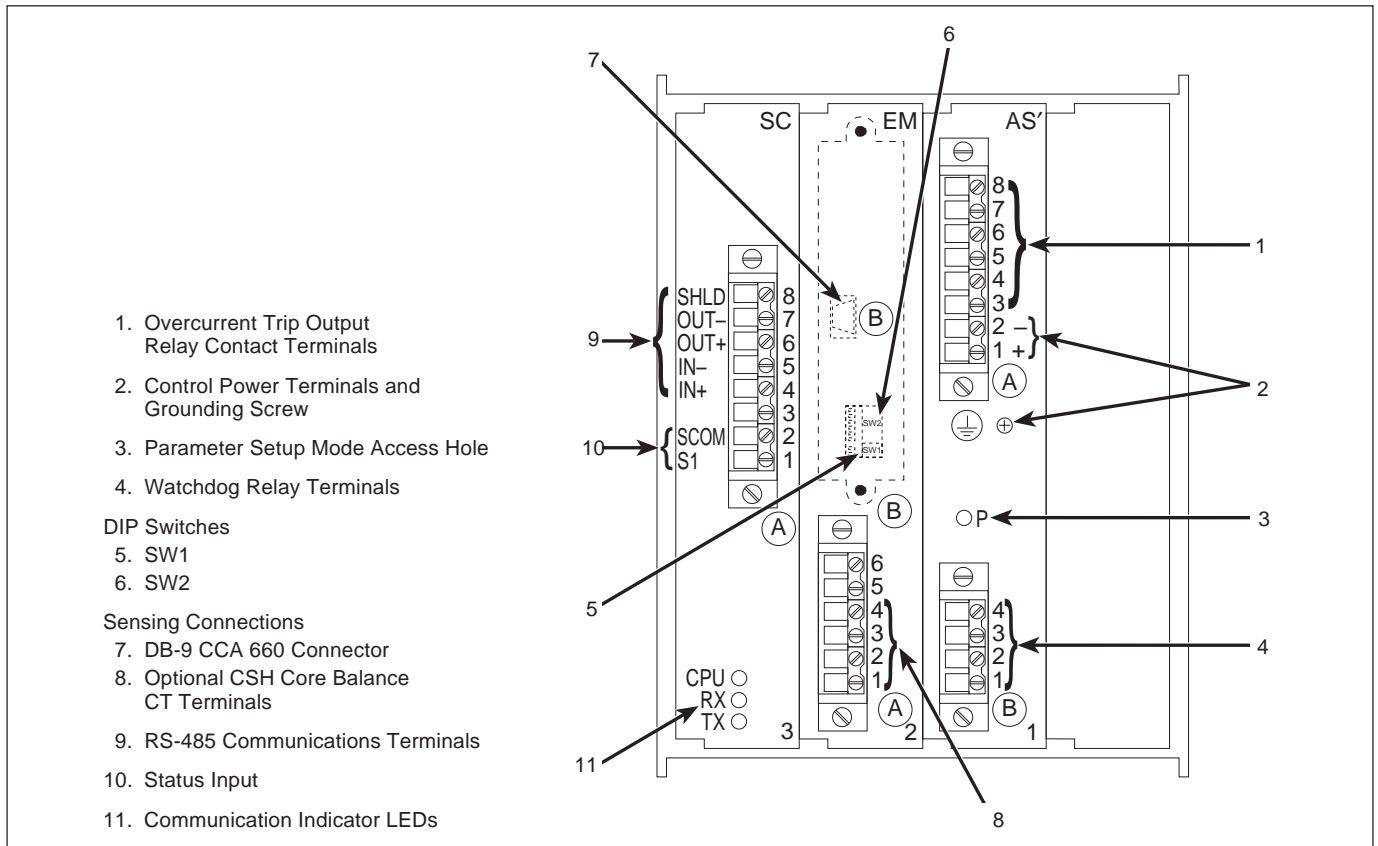 1. Overcurrent Trip Output
Relay Contact Terminals
2. Control Power Terminals and
Grounding Screw
3. Parameter Setup Mode Access Hole
4. Watchdog Relay Terminals
DIP Switches
5. SW1
6. SW2
Sensing Connections
7. DB-9 CCA 660 Connector
8. Optional CSH Core Balance
CT Terminals
9. RS-485 Communications Terminals
10. Status Input
11. Communication Indicator LEDs
6
7
SC
EM
AS′
8
7
6
5
4
3
2 –
1 +
A
1
2
SHLD 8
OUT– 7
OUT+ 6
IN– 5
IN+ 4
3
SCOM 2
S1 1
9
10
A
B
SW2
SW1
B
P
3
5
6
5
4
3
2
1
A
2
8
4
3
2
1
B
1
4
CPU
RX
TX
3
11